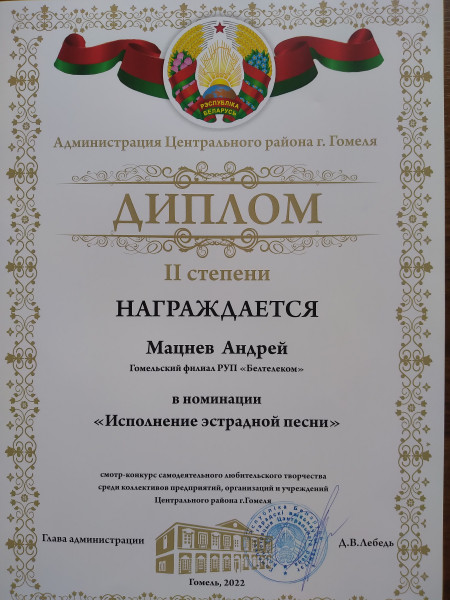 РЭСПУБЛІКА
БЕЛАРУСЬ
Администрация Центрального района г. Гомеля
ДИПЛОМ
II степени
НАГРАЖДАЕТСЯ
Мацнев Андрей
Гомельский филиал РУП «Белтелеком»
в номинации
«Исполнение эстрадной песни»
смотр-конкурс самодеятельного любительского творчества
среди коллективов предприятий, организаций и учреждений
Центрального района г.Гомеля
Глава администрации
Д.В.Лебедь
Гомель, 2022